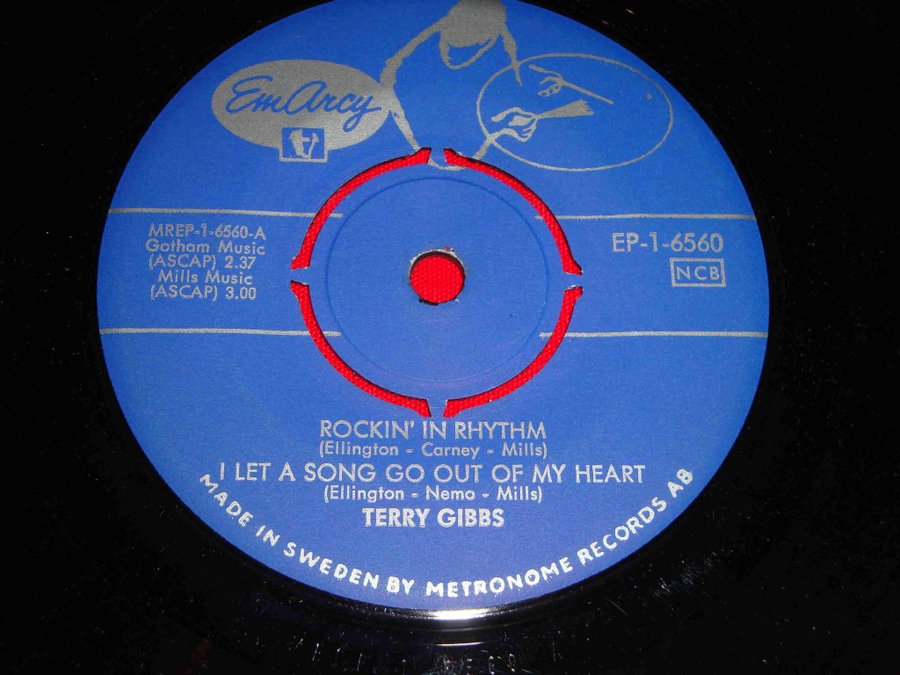 EmArcy
MREP-1-6560-A
Gotham Music
(ASCAP) 2.37
Mills Music
(ASCAP) 3.00
EP-1-6560
NCB
ROCKIN' IN RHYTHM
(Ellington - Carney - Mills)
I LET A SONG GO OUT OF MY HEART
(Ellington - Nemo - Mills)
TERRY GIBBS
MADE IN SWEDEN BY METRONOME RECORDS AB